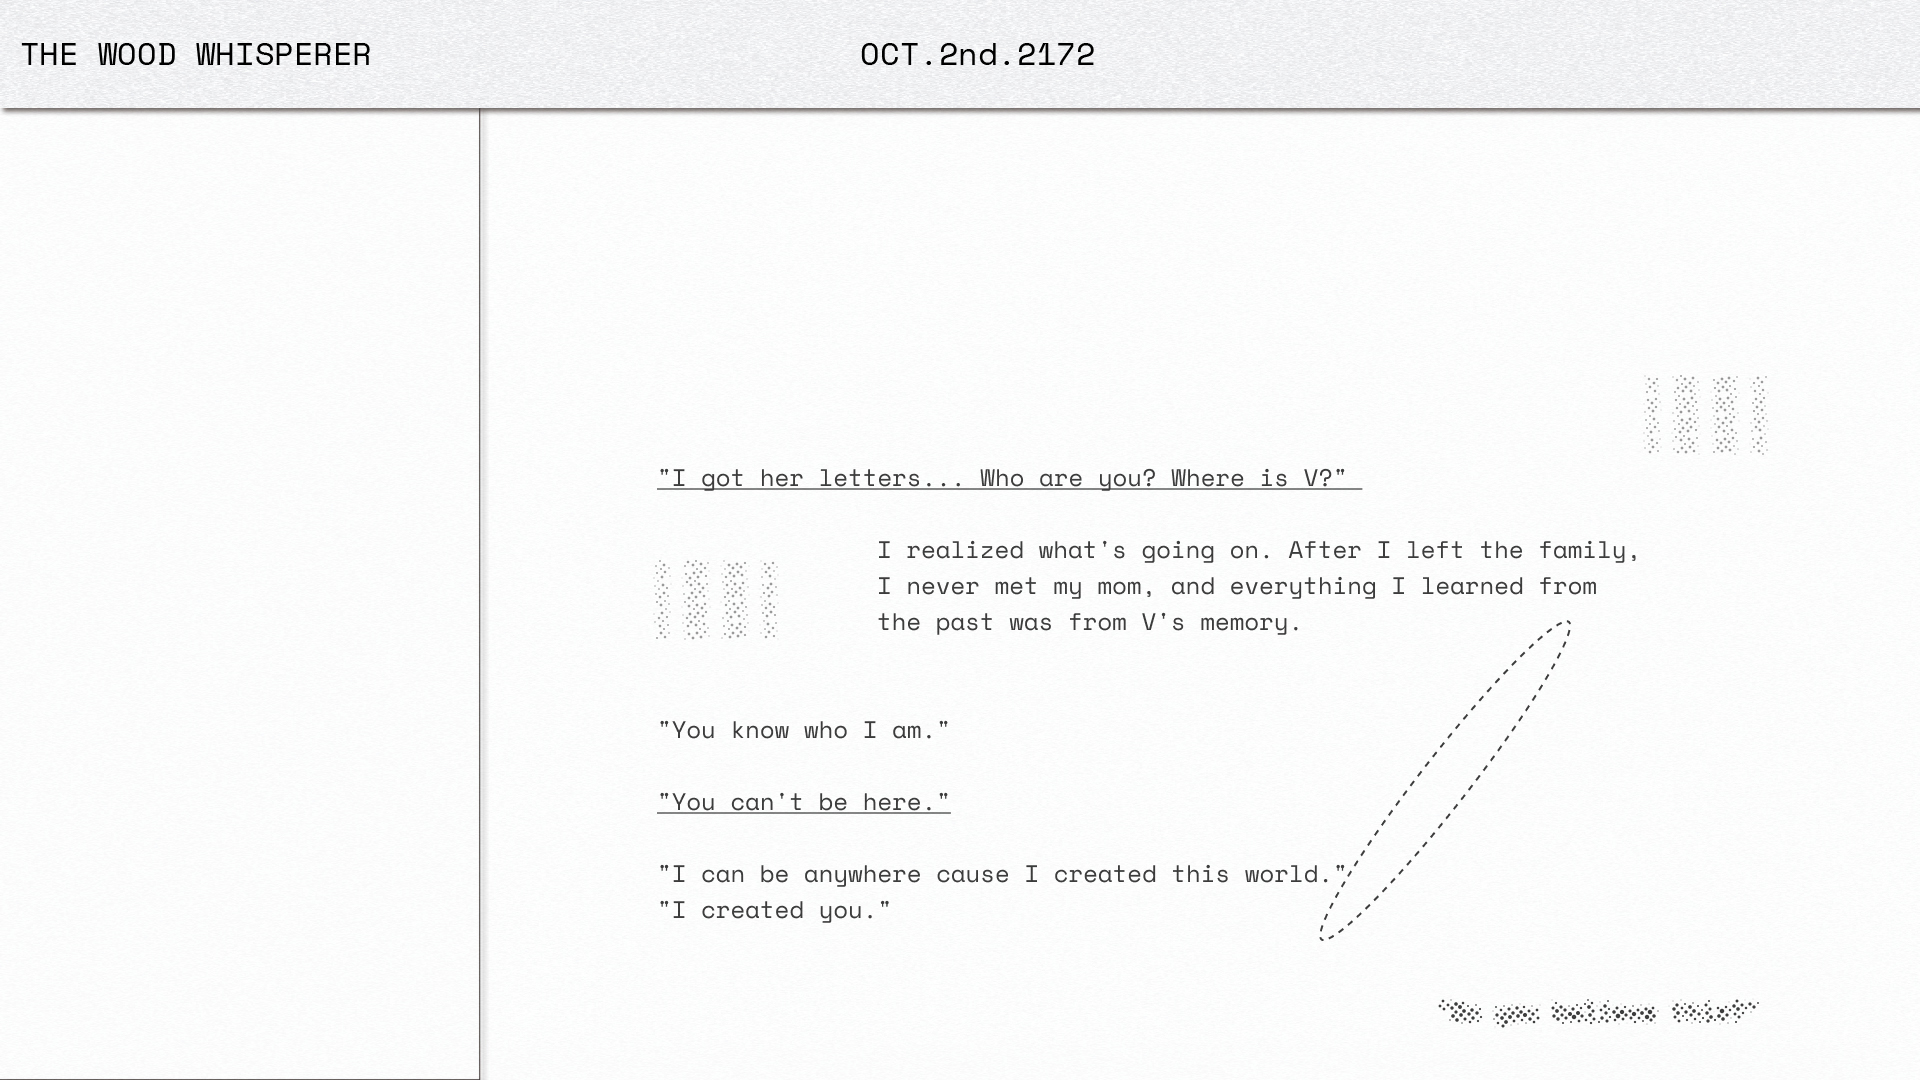 THE WOOD WHISPERER
OCT.2nd.2172
"I got her letters... Who are you? Where is V?"
I realized what's going on. After I left the family,
I never met my mom, and everything I learned from
the past was from V's memory.
"You know who I am."
"You can't be here."
"I can be anywhere cause I created this world."
"I created you."